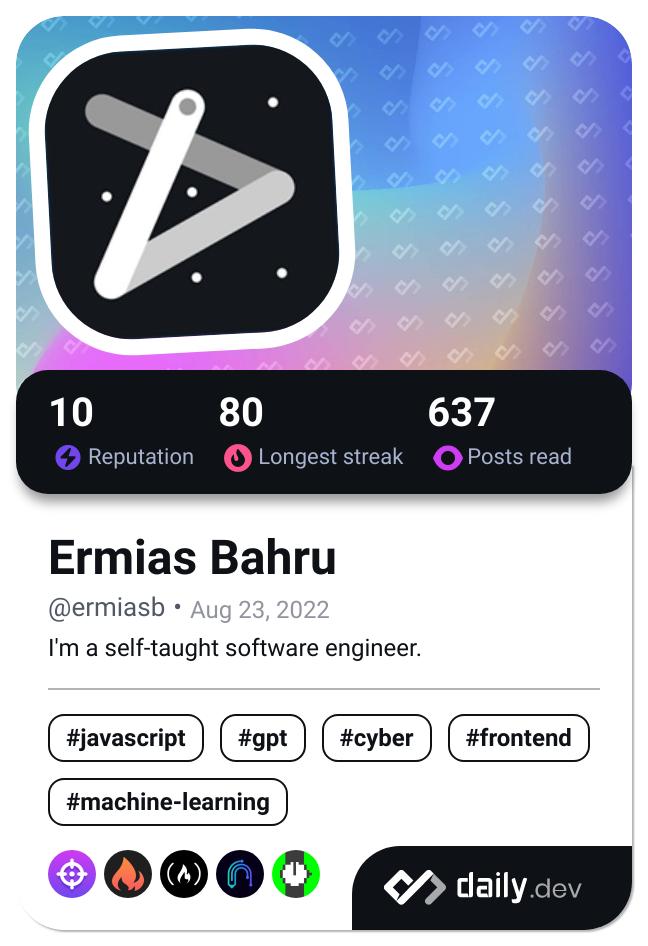 10 80 637
Reputation Longest streak Posts read
Ermias Bahru
@ermiasb • Aug 23, 2022
I'm a self-taught software engineer.
#javascript #gpt #cyber #frontend
#machine-learning
daily.dev